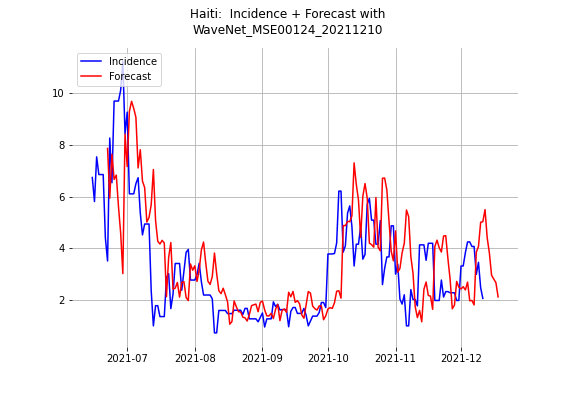 Haiti:  Incidence + Forecast with
WaveNet_MSE00124_20211210
Incidence
Forecast
10
8
6
4
2
2021-07
2021-08
2021-09
2021-10
2021-11
2021-12